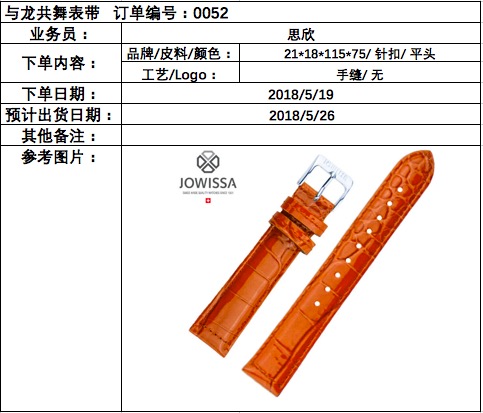 与龙共舞表带 订单编号：0052
业务员： 思欣
下单内容： 品牌/皮料/颜色： 21*18*115*75/ 针扣/ 平头
工艺/Logo： 手缝/ 无
下单日期： 2018/5/19
预计出货日期： 2018/5/26
其他备注：
参考图片：
JOWISSA